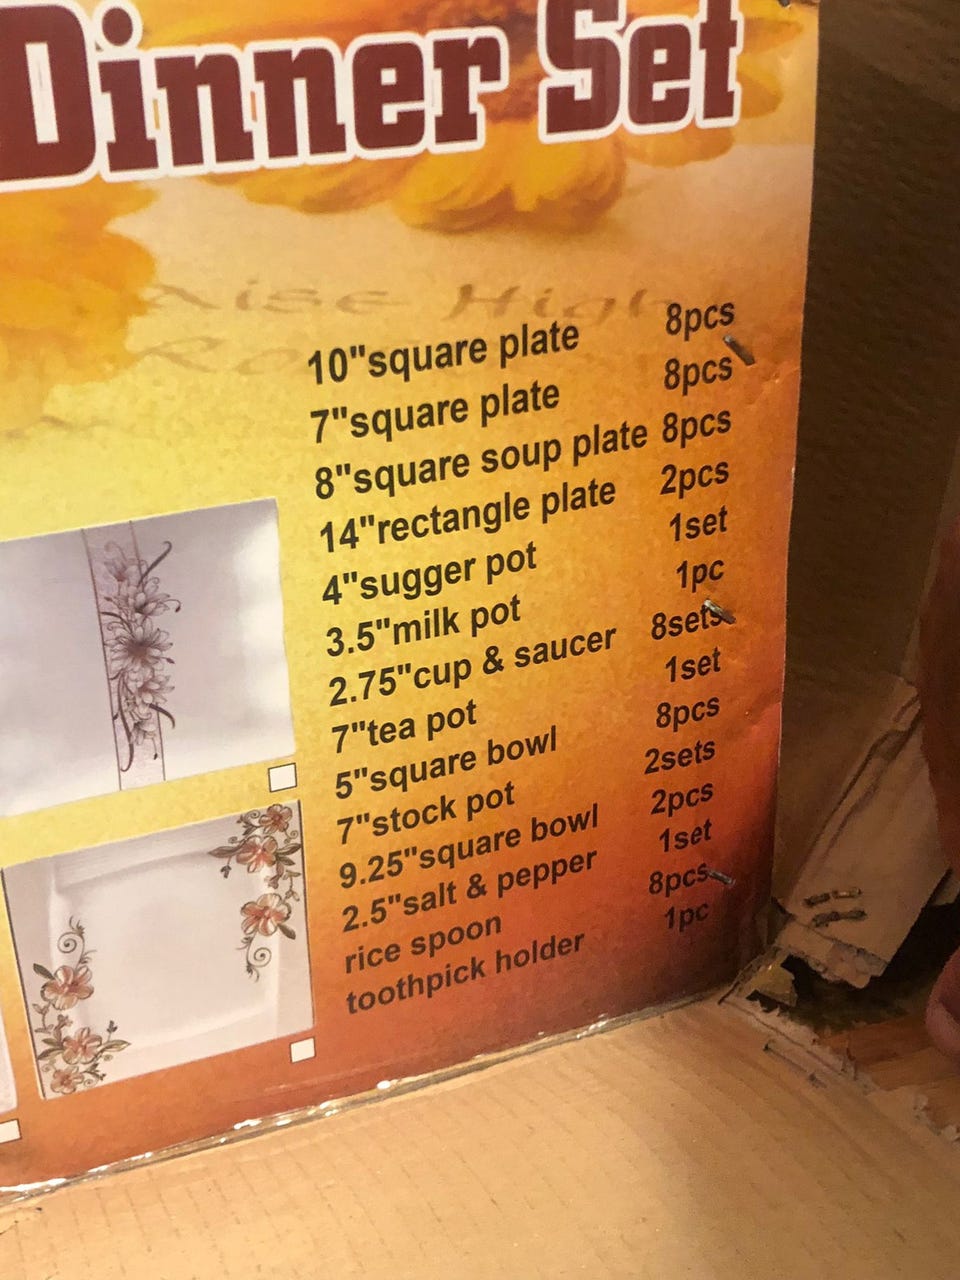 Dinner Set
10"square plate 8pcs
7"square plate 8pcs
8"square soup plate 8pcs
14"rectangle plate 2pcs
4"sugger pot 1set
3.5"milk pot 1pc
2.75"cup & saucer 8sets
7"tea pot 1set
5"square bowl 8pcs
7"stock pot 2sets
9.25"square bowl 2pcs
2.5"salt & pepper 1set
rice spoon 8pcs
toothpick holder 1pc